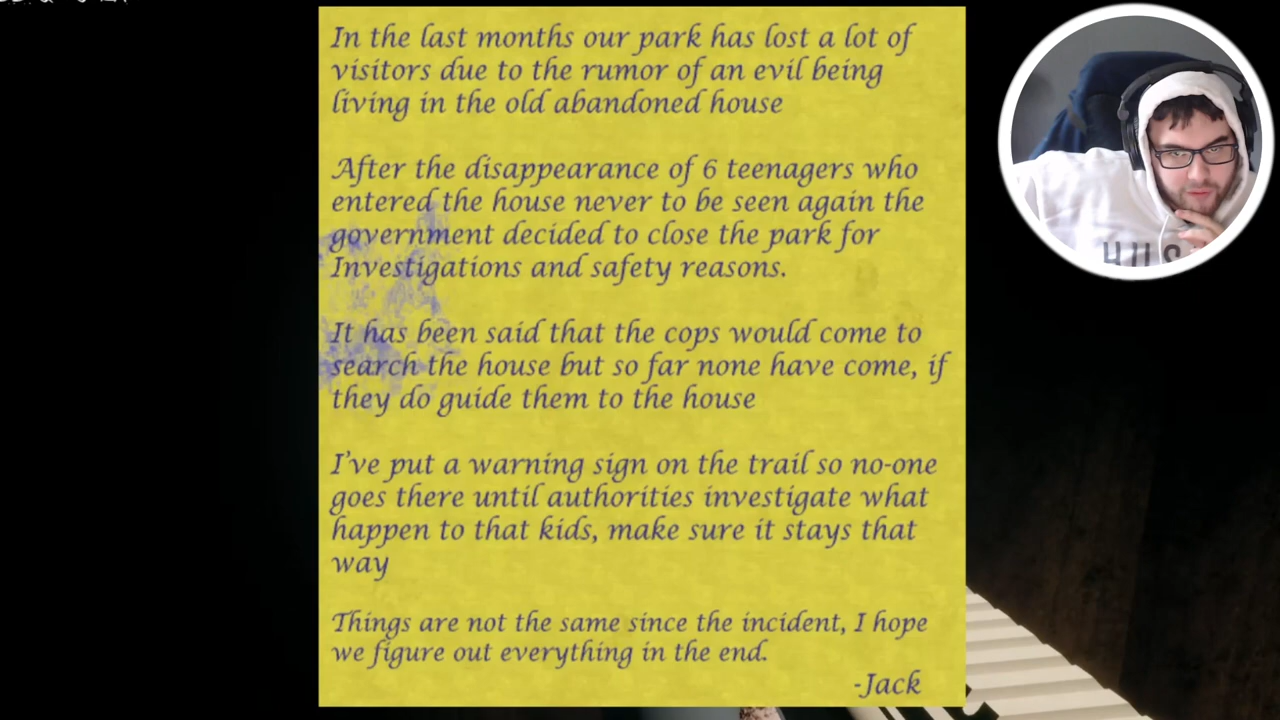 In the last months our park has lost a lot of
visitors due to the rumor of an evil being
living in the old abandoned house
After the disappearance of 6 teenagers who
entered the house never to be seen again the
government decided to close the park for
Investigations and safety reasons.
It has been said that the cops would come to
search the house but so far none have come, if
they do guide them to the house
I've put a warning sign on the trail so no-one
goes there until authorities investigate what
happen to that kids, make sure it stays that
way
Things are not the same since the incident, I hope
we figure out everything in the end.
-Jack